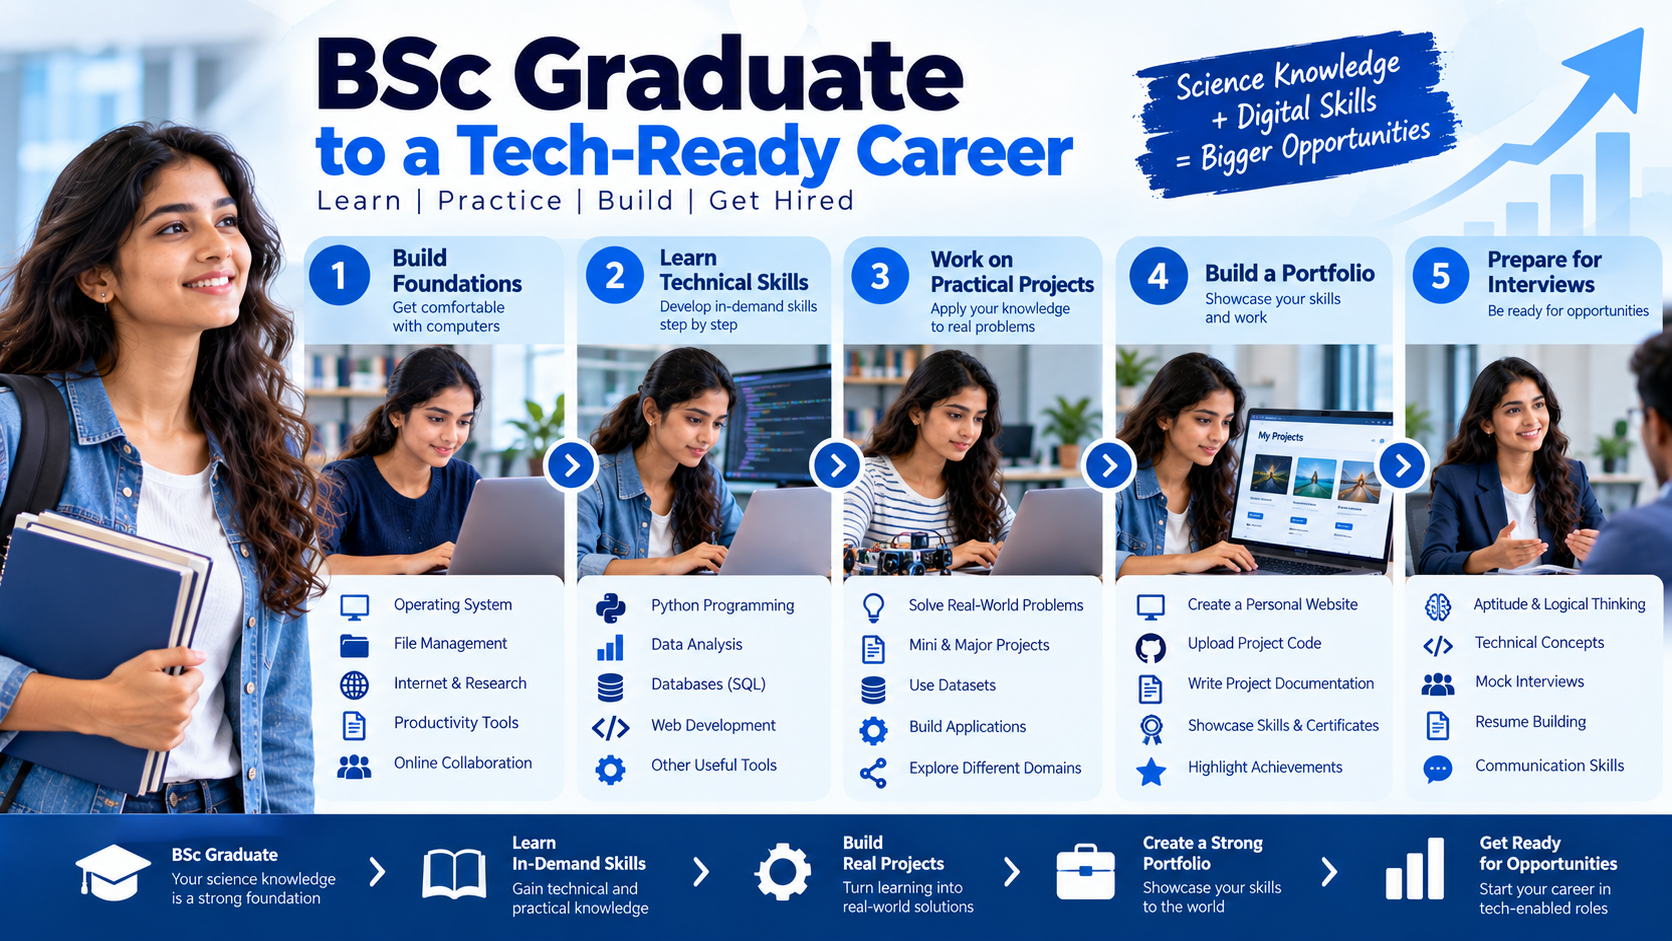 BSc Graduate
to a Tech-Ready Career
Learn | Practice | Build | Get Hired
Science Knowledge
+ Digital Skills
= Bigger Opportunities
1
Build
Foundations
Get comfortable
with computers
2
Learn
Technical Skills
Develop in-demand skills
step by step
3
Work on
Practical Projects
Apply your knowledge
to real problems
4
Build a Portfolio
Showcase your skills
and work
5
Prepare for
Interviews
Be ready for opportunities
My Projects
Operating System
File Management
Internet & Research
Productivity Tools
Online Collaboration
Python Programming
Data Analysis
Databases (SQL)
Web Development
Other Useful Tools
Solve Real-World Problems
Mini & Major Projects
Use Datasets
Build Applications
Explore Different Domains
Create a Personal Website
Upload Project Code
Write Project Documentation
Showcase Skills & Certificates
Highlight Achievements
Aptitude & Logical Thinking
Technical Concepts
Mock Interviews
Resume Building
Communication Skills
BSc Graduate
Your science knowledge
is a strong foundation
Learn
In-Demand Skills
Gain technical and
practical knowledge
Build
Real Projects
Turn learning into
real-world solutions
Create a Strong
Portfolio
Showcase your skills
to the world
Get Ready
for Opportunities
Start your career in
tech-enabled roles